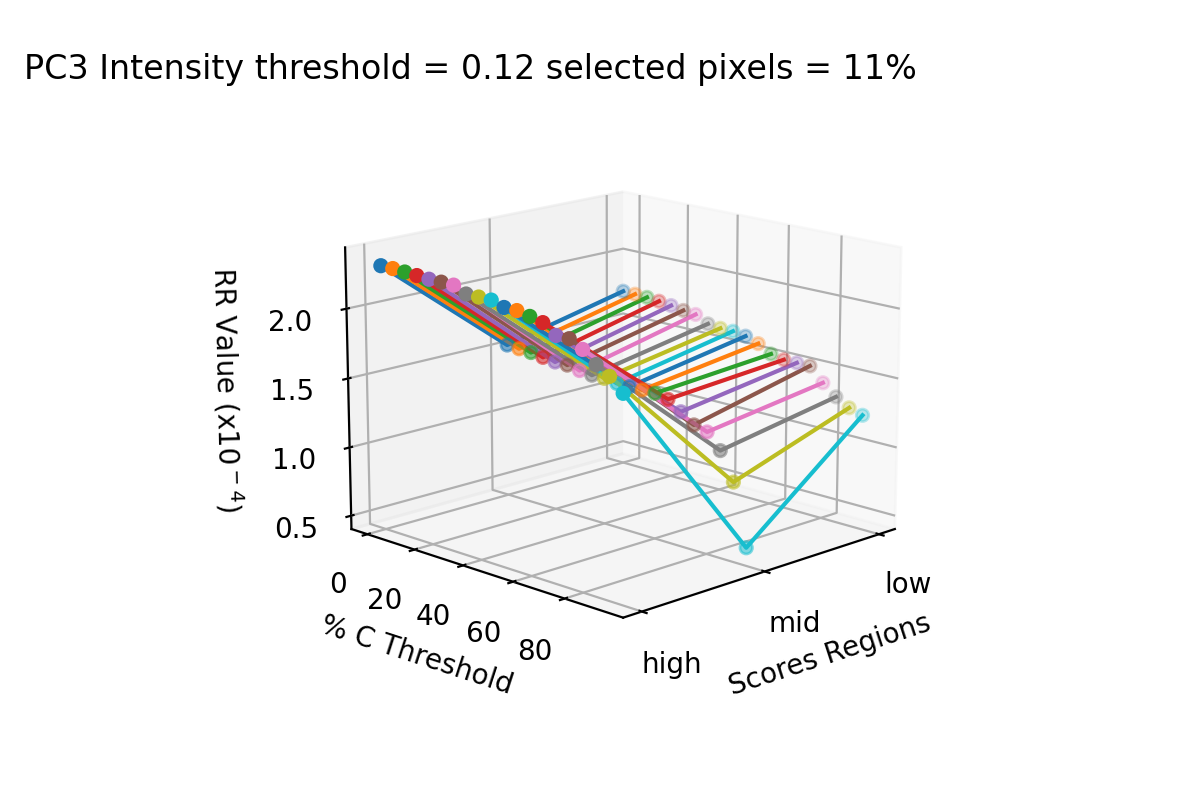 PC3 Intensity threshold = 0.12 selected pixels = 11%
RR Value (x10⁻⁴)
2.0
1.5
1.0
0.5
0
20
40
60
80
% C Threshold
high
mid
low
Scores Regions